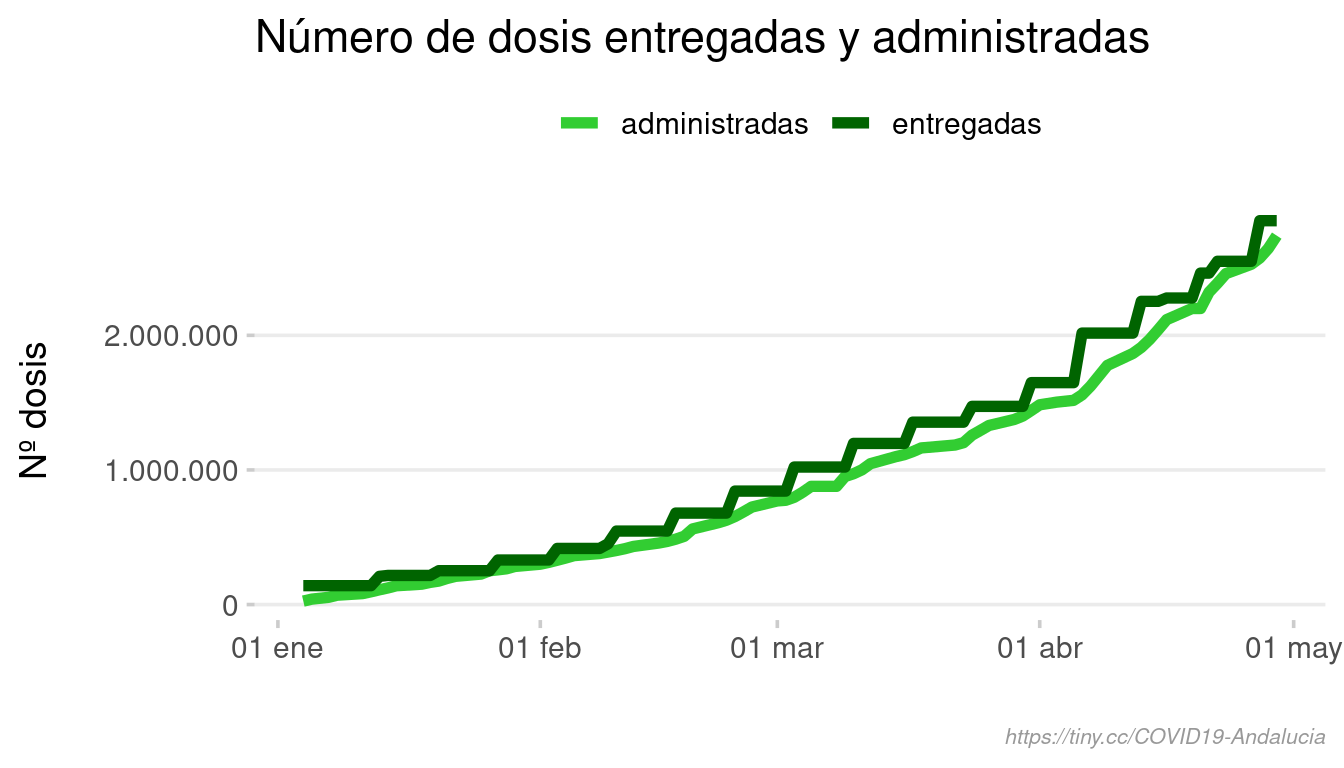 Número de dosis entregadas y administradas
administradas entregadas
Nº dosis
2.000.000
1.000.000
0
01 ene 01 feb 01 mar 01 abr 01 may
https://tiny.cc/COVID19-Andalucia